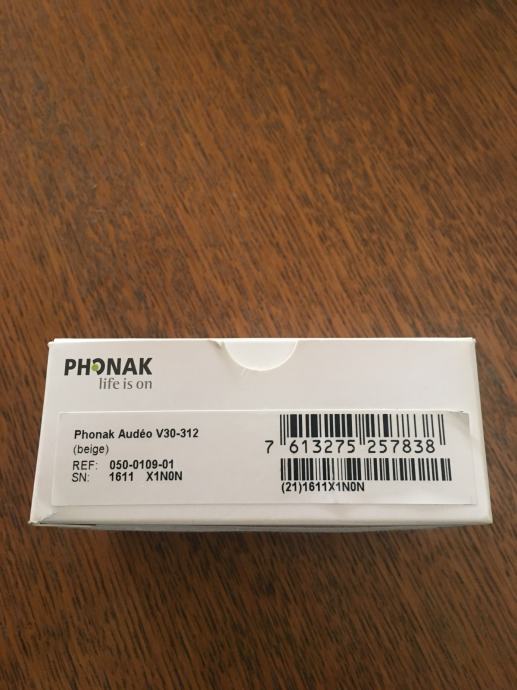 PHONAK
life is on
Phonak Audéo V30-312
(beige)
REF: 050-0109-01
SN: 1611 X1N0N
7 613275 257838
(21)1611X1N0N